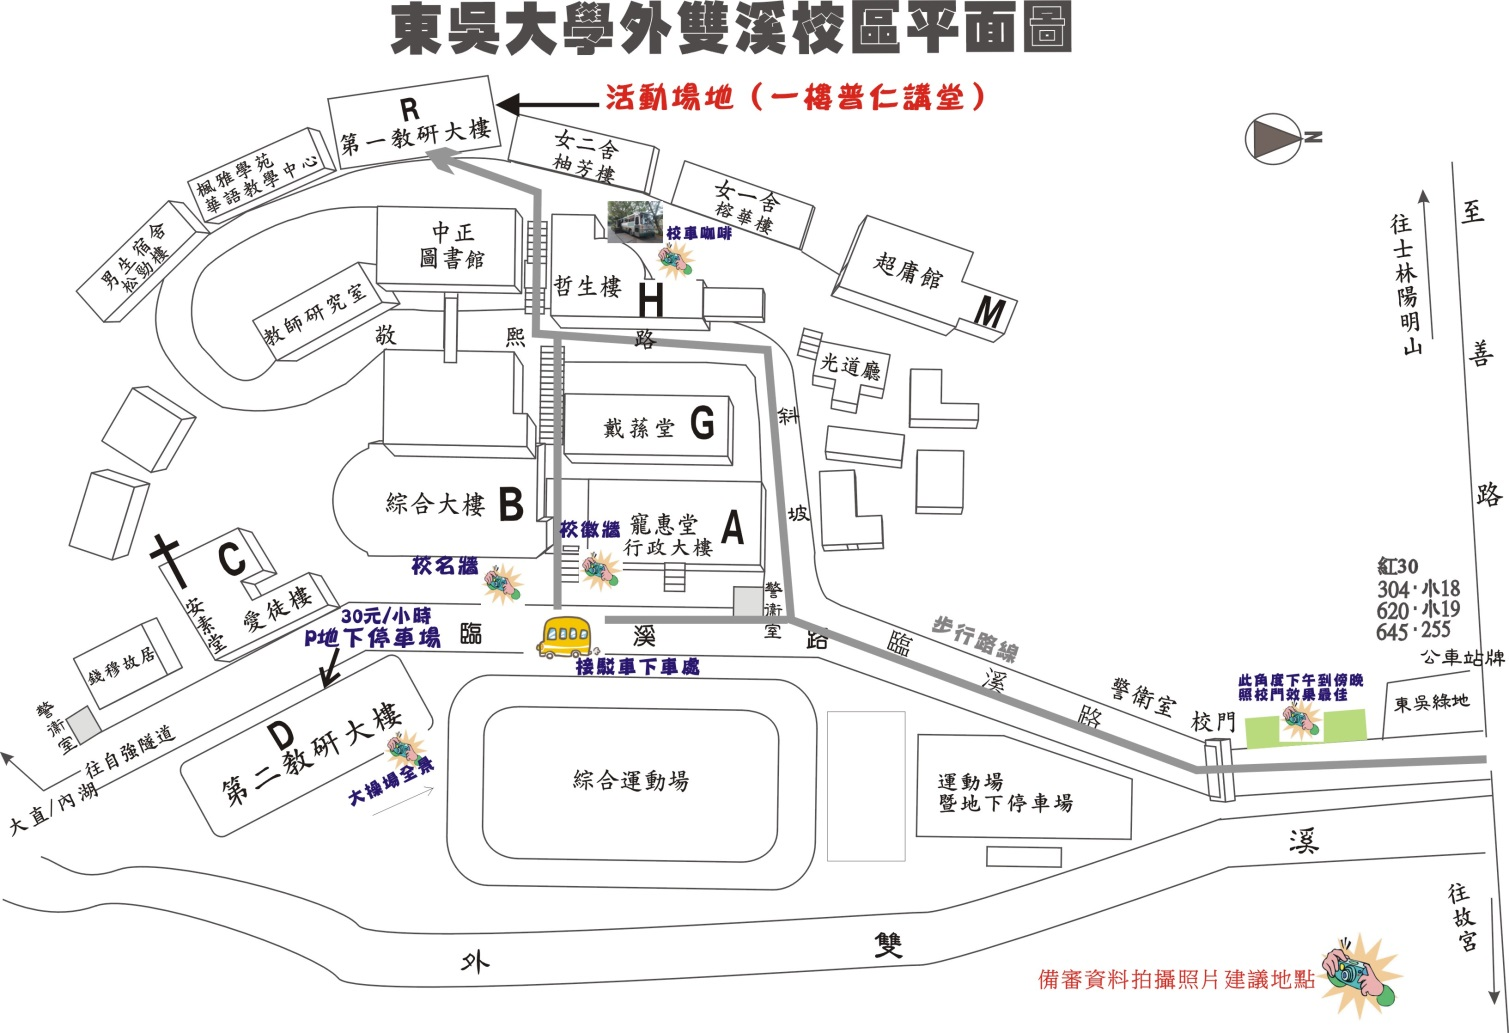 東吳大學外雙溪校區平面圖
活動場地（一樓普仁講堂）
R
第一教研大樓
女二舍
柚芳樓
女一舍
榕華樓
楓雅學苑
華語教學中心
男生宿舍
松勁樓
中正
圖書館
教師研究室
校車咖啡
哲生樓
H
超庸館
M
N
至善路
往士林陽明山
敬熙路
光道廳
戴蓀堂 G
斜坡
綜合大樓 B
校徽牆
寵惠堂
行政大樓
A
校名牆
警衛室
C
安素堂
愛徒樓
30元/小時
P地下停車場
臨溪路
接駁車下車處
錢穆故居
警衛室
往自強隧道
大直/內湖
D
第二教研大樓
大操場全景
綜合運動場
運動場
暨地下停車場
步行路線
臨溪路
警衛室
校門
此角度下午到傍晚
照校門效果最佳
紅30
304·小18
620·小19
645·255
公車站牌
東吳綠地
外雙溪
往故宮
備審資料拍攝照片建議地點